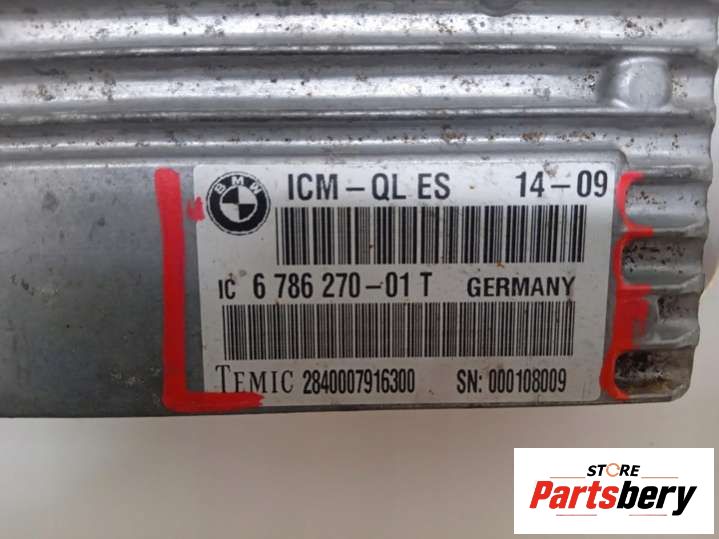 BMW
ICM-QL ES 14-09
IC 6 786 270-01 T GERMANY
TEMIC 2840007916300 SN: 000108009
STORE
Partsbery